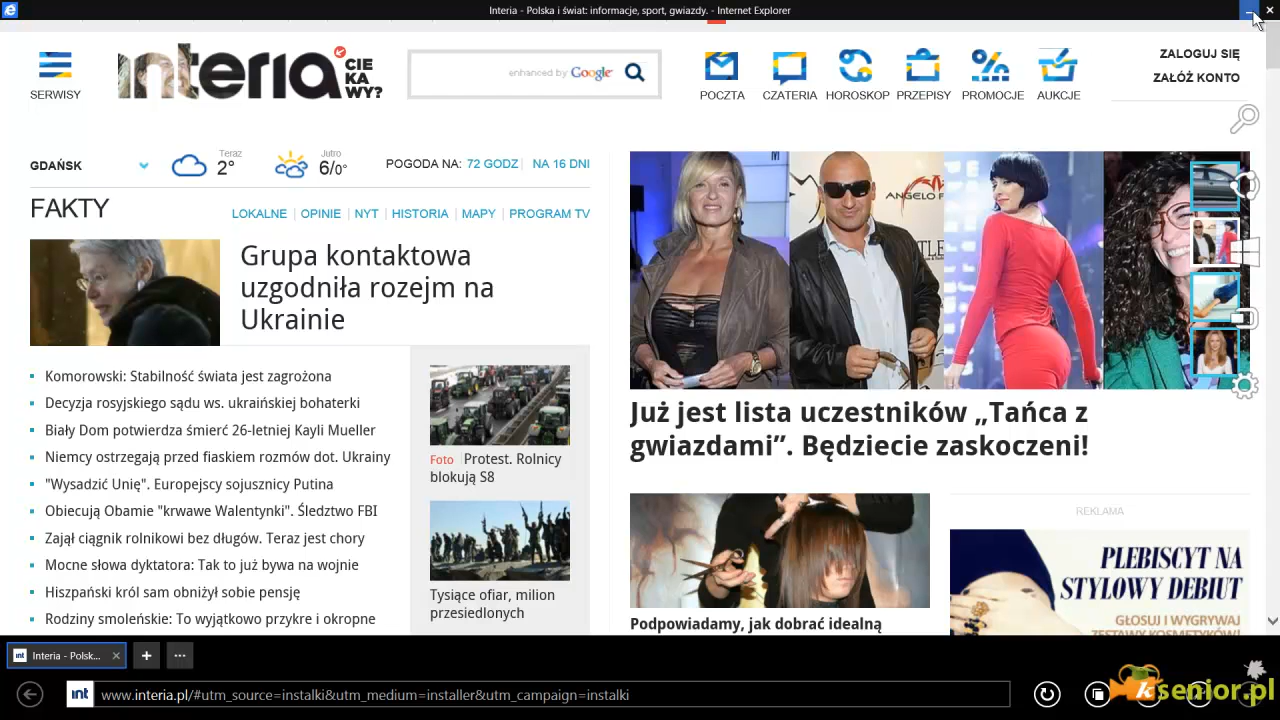 Interia - Polska i świat: informacje, sport, gwiazdy. - Internet Explorer
SERWISY
interia
CIE
KA
WY?
enhanced by Google
POCZTA
CZATERIA
HOROSKOP
PRZEPISY
PROMOCJE
AUKCJE
ZALOGUJ SIĘ
ZAŁÓŻ KONTO
GDAŃSK
Teraz
2°
Jutro
6/0°
POGODA NA: 72 GODZ | NA 16 DNI
FAKTY
LOKALNE | OPINIE | NYT | HISTORIA | MAPY | PROGRAM TV
Grupa kontaktowa
uzgodniła rozejm na
Ukrainie
Komorowski: Stabilność świata jest zagrożona
Decyzja rosyjskiego sądu ws. ukraińskiej bohaterki
Biały Dom potwierdza śmierć 26-letniej Kayli Mueller
Niemcy ostrzegają przed fiaskiem rozmów dot. Ukrainy
"Wysadzić Unię". Europejscy sojusznicy Putina
Obiecują Obamie "krwawe Walentynki". Śledztwo FBI
Zajął ciągnik rolnikowi bez długów. Teraz jest chory
Mocne słowa dyktatora: Tak to już bywa na wojnie
Hiszpański król sam obniżył sobie pensję
Rodziny smoleńskie: To wyjątkowo przykre i okropne
Foto | Protest. Rolnicy
blokują S8
Tysiące ofiar, milion
przesiedlonych
ANGELO F
Już jest lista uczestników „Tańca z
gwiazdami”. Będziecie zaskoczeni!
Podpowiadamy, jak dobrać idealną
REKLAMA
PLEBISCYT NA
STYLOWY DEBIUT
GŁOSUJ I WYGRYWAJ
ZESTAWY KOSMETYKÓW!
int Interia - Polsk...
int www.interia.pl/#utm_source=instalki&utm_medium=installer&utm_campaign=instalki
ksenior.pl